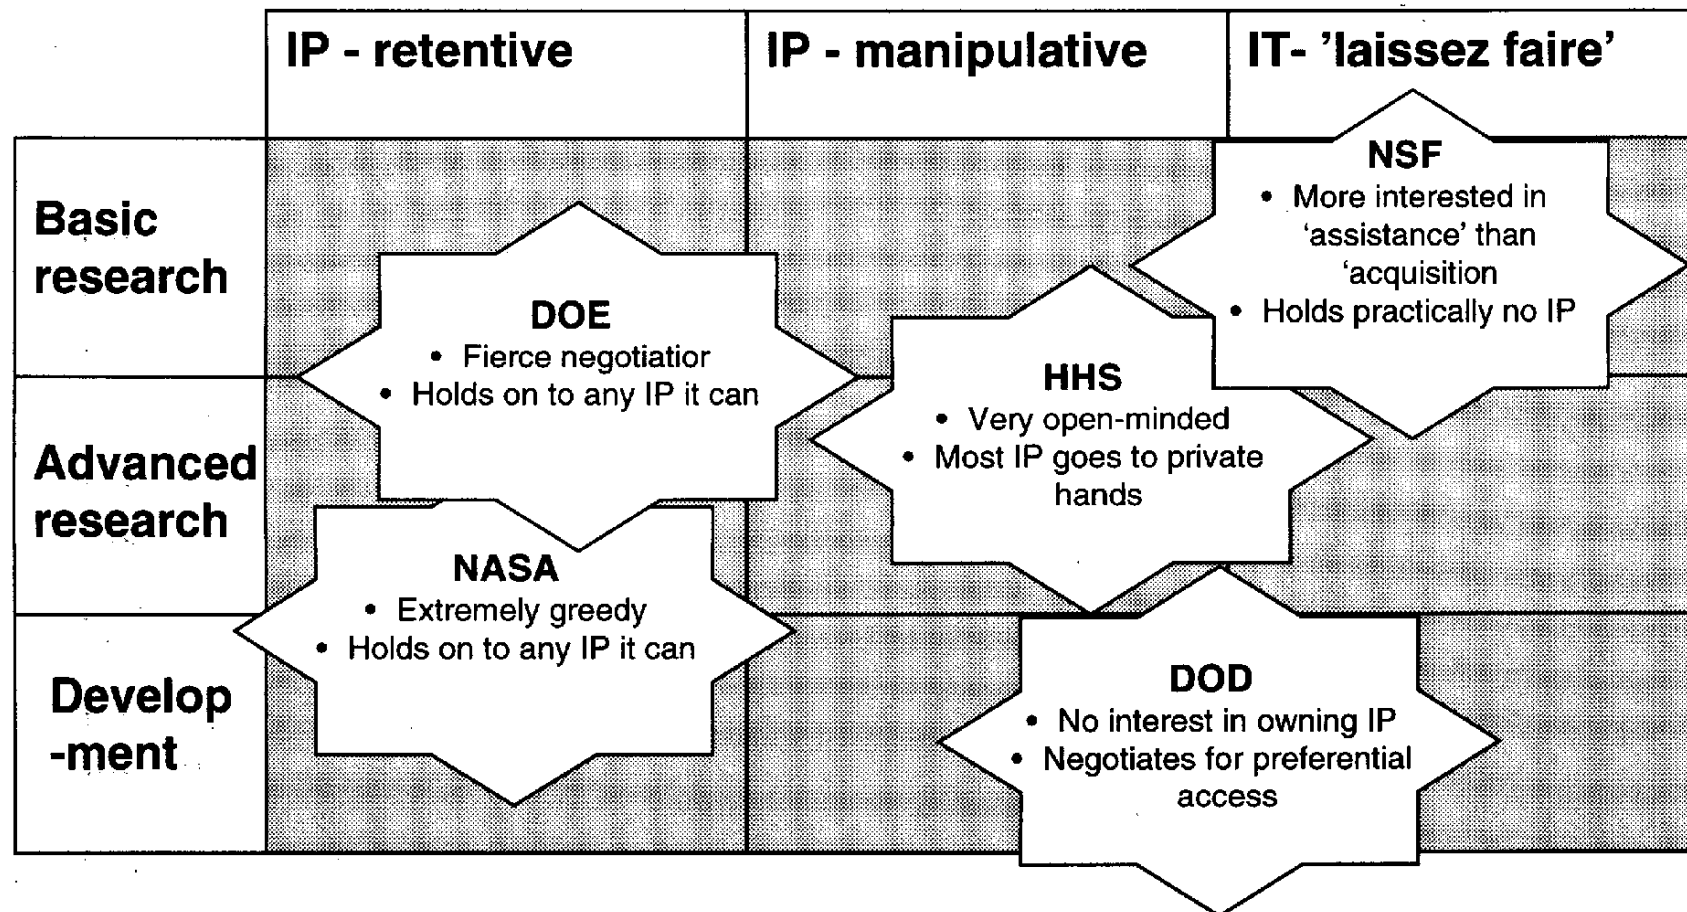 IP - retentive
IP - manipulative
IT- 'laissez faire'
Basic
research
Advanced
research
Develop
-ment
NSF
• More interested in
'assistance' than
'acquisition
• Holds practically no IP
DOE
• Fierce negotiatior
• Holds on to any IP it can
HHS
• Very open-minded
• Most IP goes to private
hands
NASA
• Extremely greedy
• Holds on to any IP it can
DOD
• No interest in owning IP
• Negotiates for preferential
access